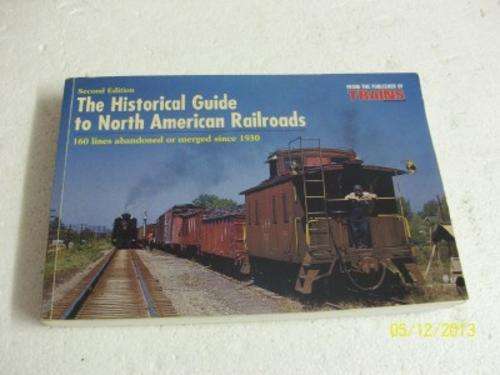 Second Edition
FROM THE PUBLISHER OF
The Historical Guide
TRAINS
to North American Railroads
160 lines abandoned or merged since 1930
05/12/2013